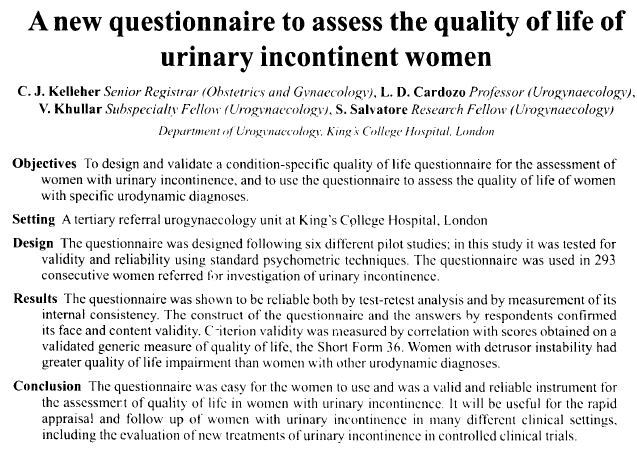 A new questionnaire to assess the quality of life of
urinary incontinent women
C. J. Kelleher Senior Registrar (Obstetrics and Gynaecology), L. D. Cardozo Professor (Urogynaecology),
V. Khullar Subspecialty Fellow (Urogynaecology), S. Salvatore Research Fellow (Urogynaecology)
Department of Urogynaecology, King's College Hospital, London
Objectives To design and validate a condition-specific quality of life questionnaire for the assessment of
women with urinary incontinence, and to use the questionnaire to assess the quality of life of women
with specific urodynamic diagnoses.
Setting A tertiary referral urogynaecology unit at King's College Hospital, London
Design The questionnaire was designed following six different pilot studies; in this study it was tested for
validity and reliability using standard psychometric techniques. The questionnaire was used in 293
consecutive women referred for investigation of urinary incontinence.
Results The questionnaire was shown to be reliable both by test-retest analysis and by measurement of its
internal consistency. The construct of the questionnaire and the answers by respondents confirmed
its face and content validity. Criterion validity was measured by correlation with scores obtained on a
validated generic measure of quality of life, the Short Form 36. Women with detrusor instability had
greater quality of life impairment than women with other urodynamic diagnoses.
Conclusion The questionnaire was easy for the women to use and was a valid and reliable instrument for
the assessment of quality of life in women with urinary incontinence. It will be useful for the rapid
appraisal and follow up of women with urinary incontinence in many different clinical settings,
including the evaluation of new treatments of urinary incontinence in controlled clinical trials.